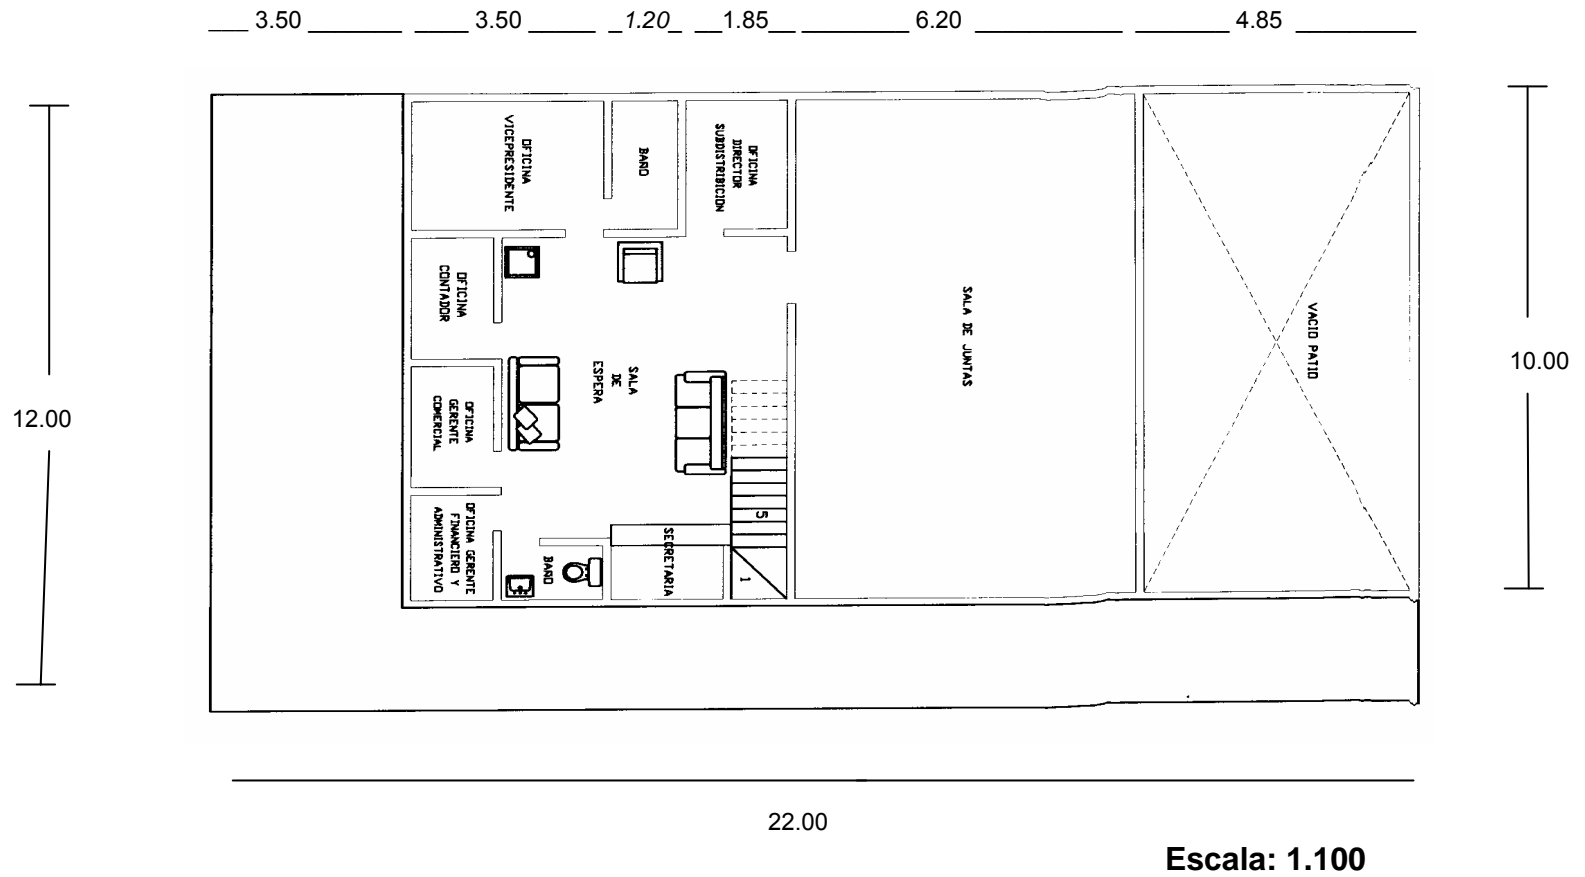 3.50
3.50
1.20
1.85
6.20
4.85
OFICINA
VICEPRESIDENTE
BAÑO
OFICINA
DIRECTOR
SUBDISTRIBICION
OFICINA
CONTADOR
SALA
DE
ESPERA
SALA DE JUNTAS
VACIO PATIO
10.00
12.00
OFICINA
GERENTE
COMERCIAL
OFICINA GERENTE
FINANCIERO Y
ADMINISTRATIVO
BAÑO
SECRETARIA
5
1
22.00
Escala: 1.100